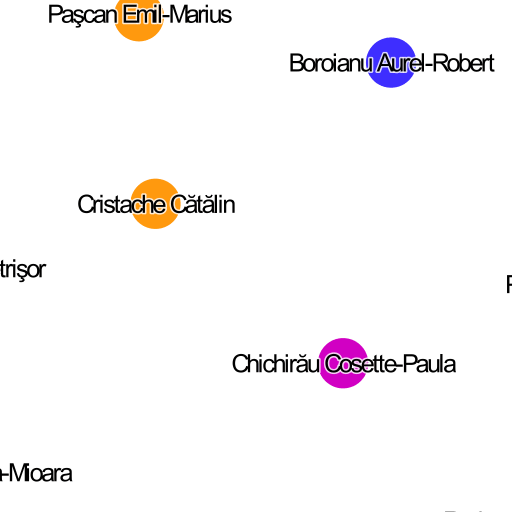 Paşcan Emil-Marius
Boroianu Aurel-Robert
Cristache Cătălin
trişor
Chichirău Cosette-Paula
-Mioara